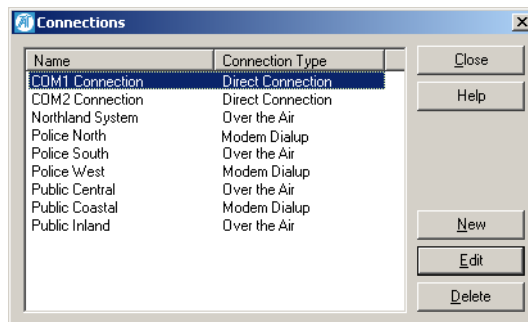 Connections
Name Connection Type
COM1 Connection Direct Connection
COM2 Connection Direct Connection
Northland System Over the Air
Police North Modem Dialup
Police South Over the Air
Police West Modem Dialup
Public Central Over the Air
Public Coastal Modem Dialup
Public Inland Over the Air
Close
Help
New
Edit
Delete